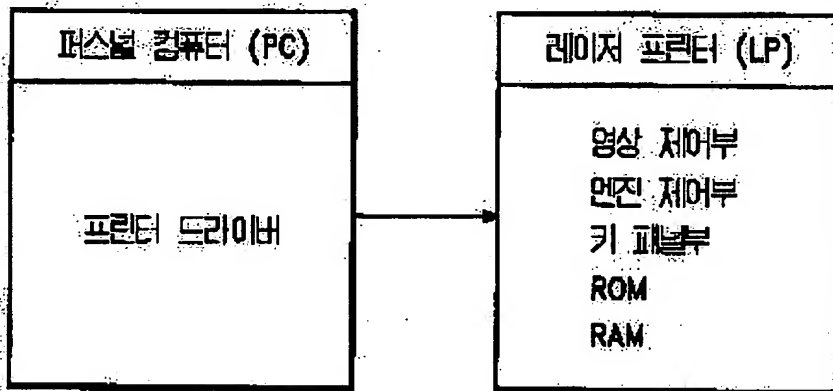 퍼스널 컴퓨터 (PC)
프린터 드라이버
레이저 프린터 (LP)
영상 제어부
엔진 제어부
키 패널부
ROM
RAM